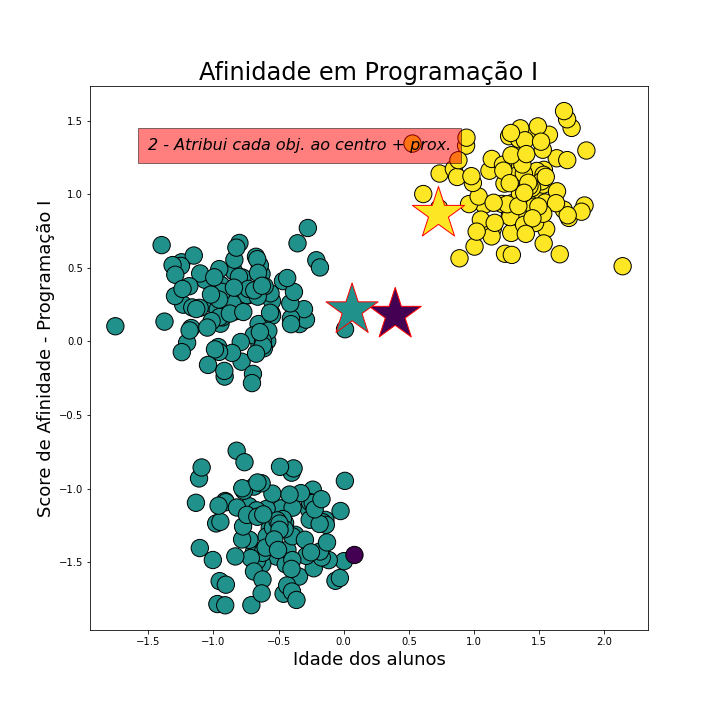 Afinidade em Programação I
2 - Atribui cada obj. ao centro + prox.
Score de Afinidade - Programação I
1.5
1.0
0.5
0.0
−0.5
−1.0
−1.5
−1.5 −1.0 −0.5 0.0 0.5 1.0 1.5 2.0
Idade dos alunos